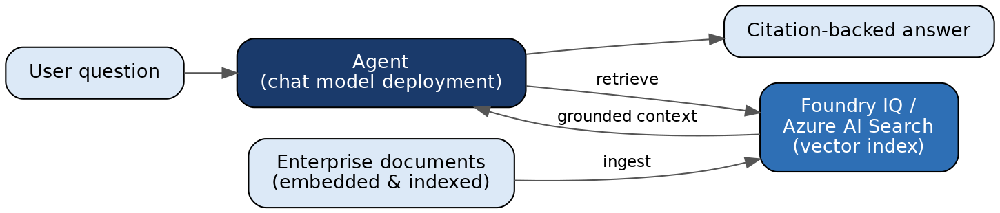 User question
Agent
(chat model deployment)
Citation-backed answer
retrieve
grounded context
Foundry IQ /
Azure AI Search
(vector index)
Enterprise documents
(embedded & indexed)
ingest